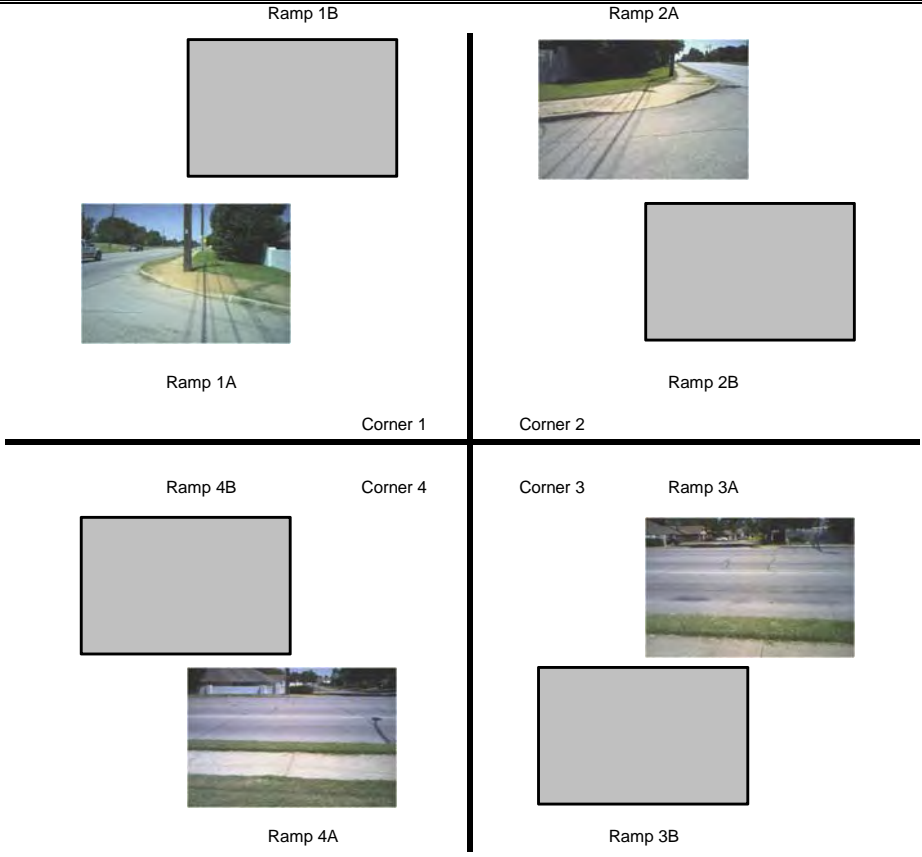 Ramp 1B Ramp 2A
Ramp 1A Ramp 2B
Corner 1 Corner 2
Ramp 4B Corner 4 Corner 3 Ramp 3A
Ramp 4A Ramp 3B